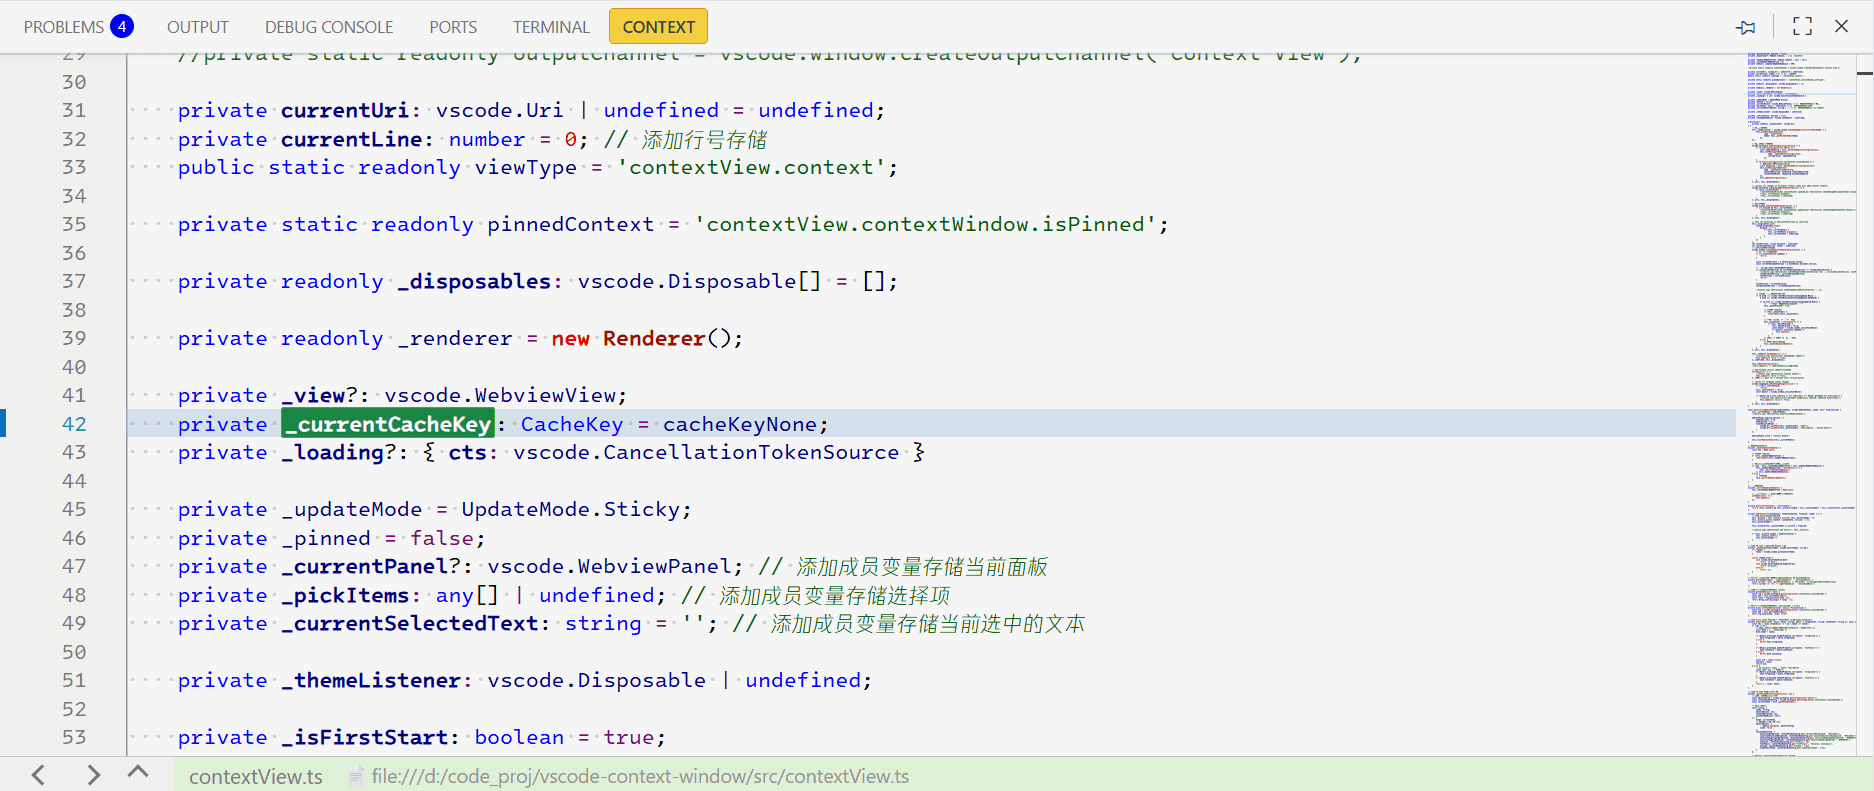 PROBLEMS 4 OUTPUT DEBUG CONSOLE PORTS TERMINAL CONTEXT
29 //private static readonly outputChannel = vscode.window.createOutputChannel('Context View');
30
31 private currentUri: vscode.Uri | undefined = undefined;
32 private currentLine: number = 0; // 添加行号存储
33 public static readonly viewType = 'contextView.context';
34
35 private static readonly pinnedContext = 'contextView.contextWindow.isPinned';
36
37 private readonly _disposables: vscode.Disposable[] = [];
38
39 private readonly _renderer = new Renderer();
40
41 private _view?: vscode.WebviewView;
42 private _currentCacheKey: CacheKey = cacheKeyNone;
43 private _loading?: { cts: vscode.CancellationTokenSource }
44
45 private _updateMode = UpdateMode.Sticky;
46 private _pinned = false;
47 private _currentPanel?: vscode.WebviewPanel; // 添加成员变量存储当前面板
48 private _pickItems: any[] | undefined; // 添加成员变量存储选择项
49 private _currentSelectedText: string = ''; // 添加成员变量存储当前选中的文本
50
51 private _themeListener: vscode.Disposable | undefined;
52
53 private _isFirstStart: boolean = true;
contextView.ts file:///d:/code_proj/vscode-context-window/src/contextView.ts